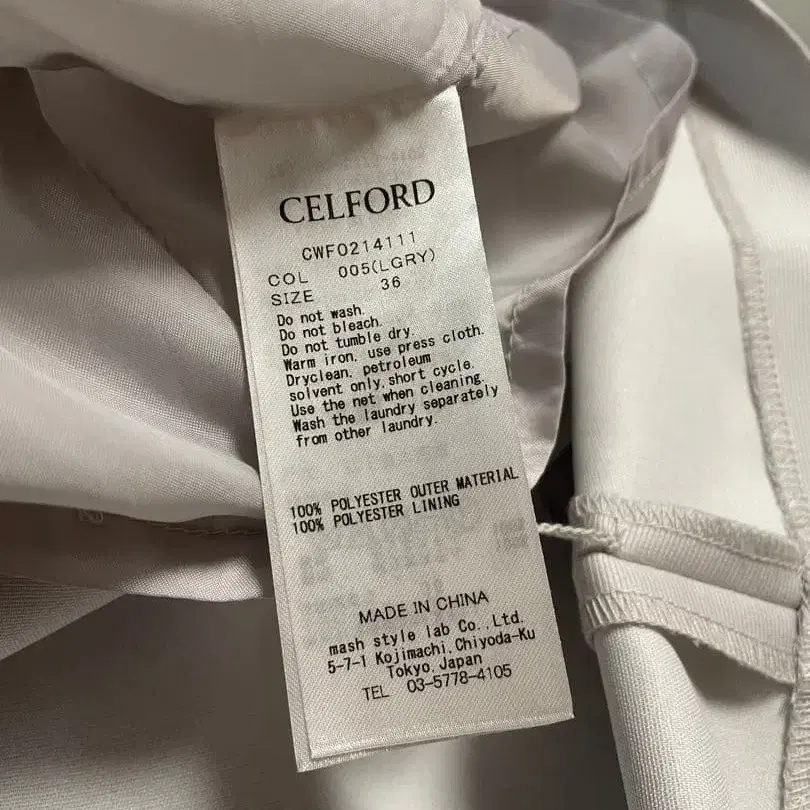 CELFORD
CWF0214111
COL 005(LGRY)
SIZE 36
Do not wash.
Do not bleach.
Do not tumble dry.
Warm iron. use press cloth.
Dryclean. petroleum
solvent only. short cycle.
Use the net when cleaning.
Wash the laundry separately
from other laundry.
100% POLYESTER OUTER MATERIAL
100% POLYESTER LINING
MADE IN CHINA
mash style lab Co.,Ltd.
5-7-1 Kojimachi,Chiyoda-Ku
Tokyo,Japan
TEL 03-5778-4105